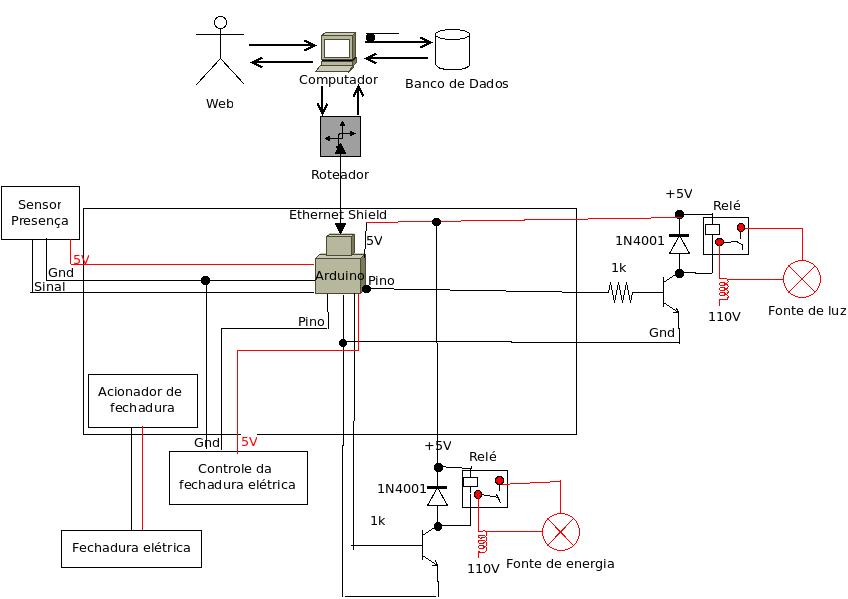 Computador
Banco de Dados
Web
Roteador
Sensor
Presença
Ethernet Shield
+5V
Relé
5V
1N4001
5V
Gnd
Sinal
Arduino
Pino
1k
110V
Fonte de luz
Pino
Gnd
Acionador de
fechadura
Gnd
5V
+5V
Relé
Controle da
fechadura elétrica
1N4001
1k
Fechadura elétrica
110V
Fonte de energia